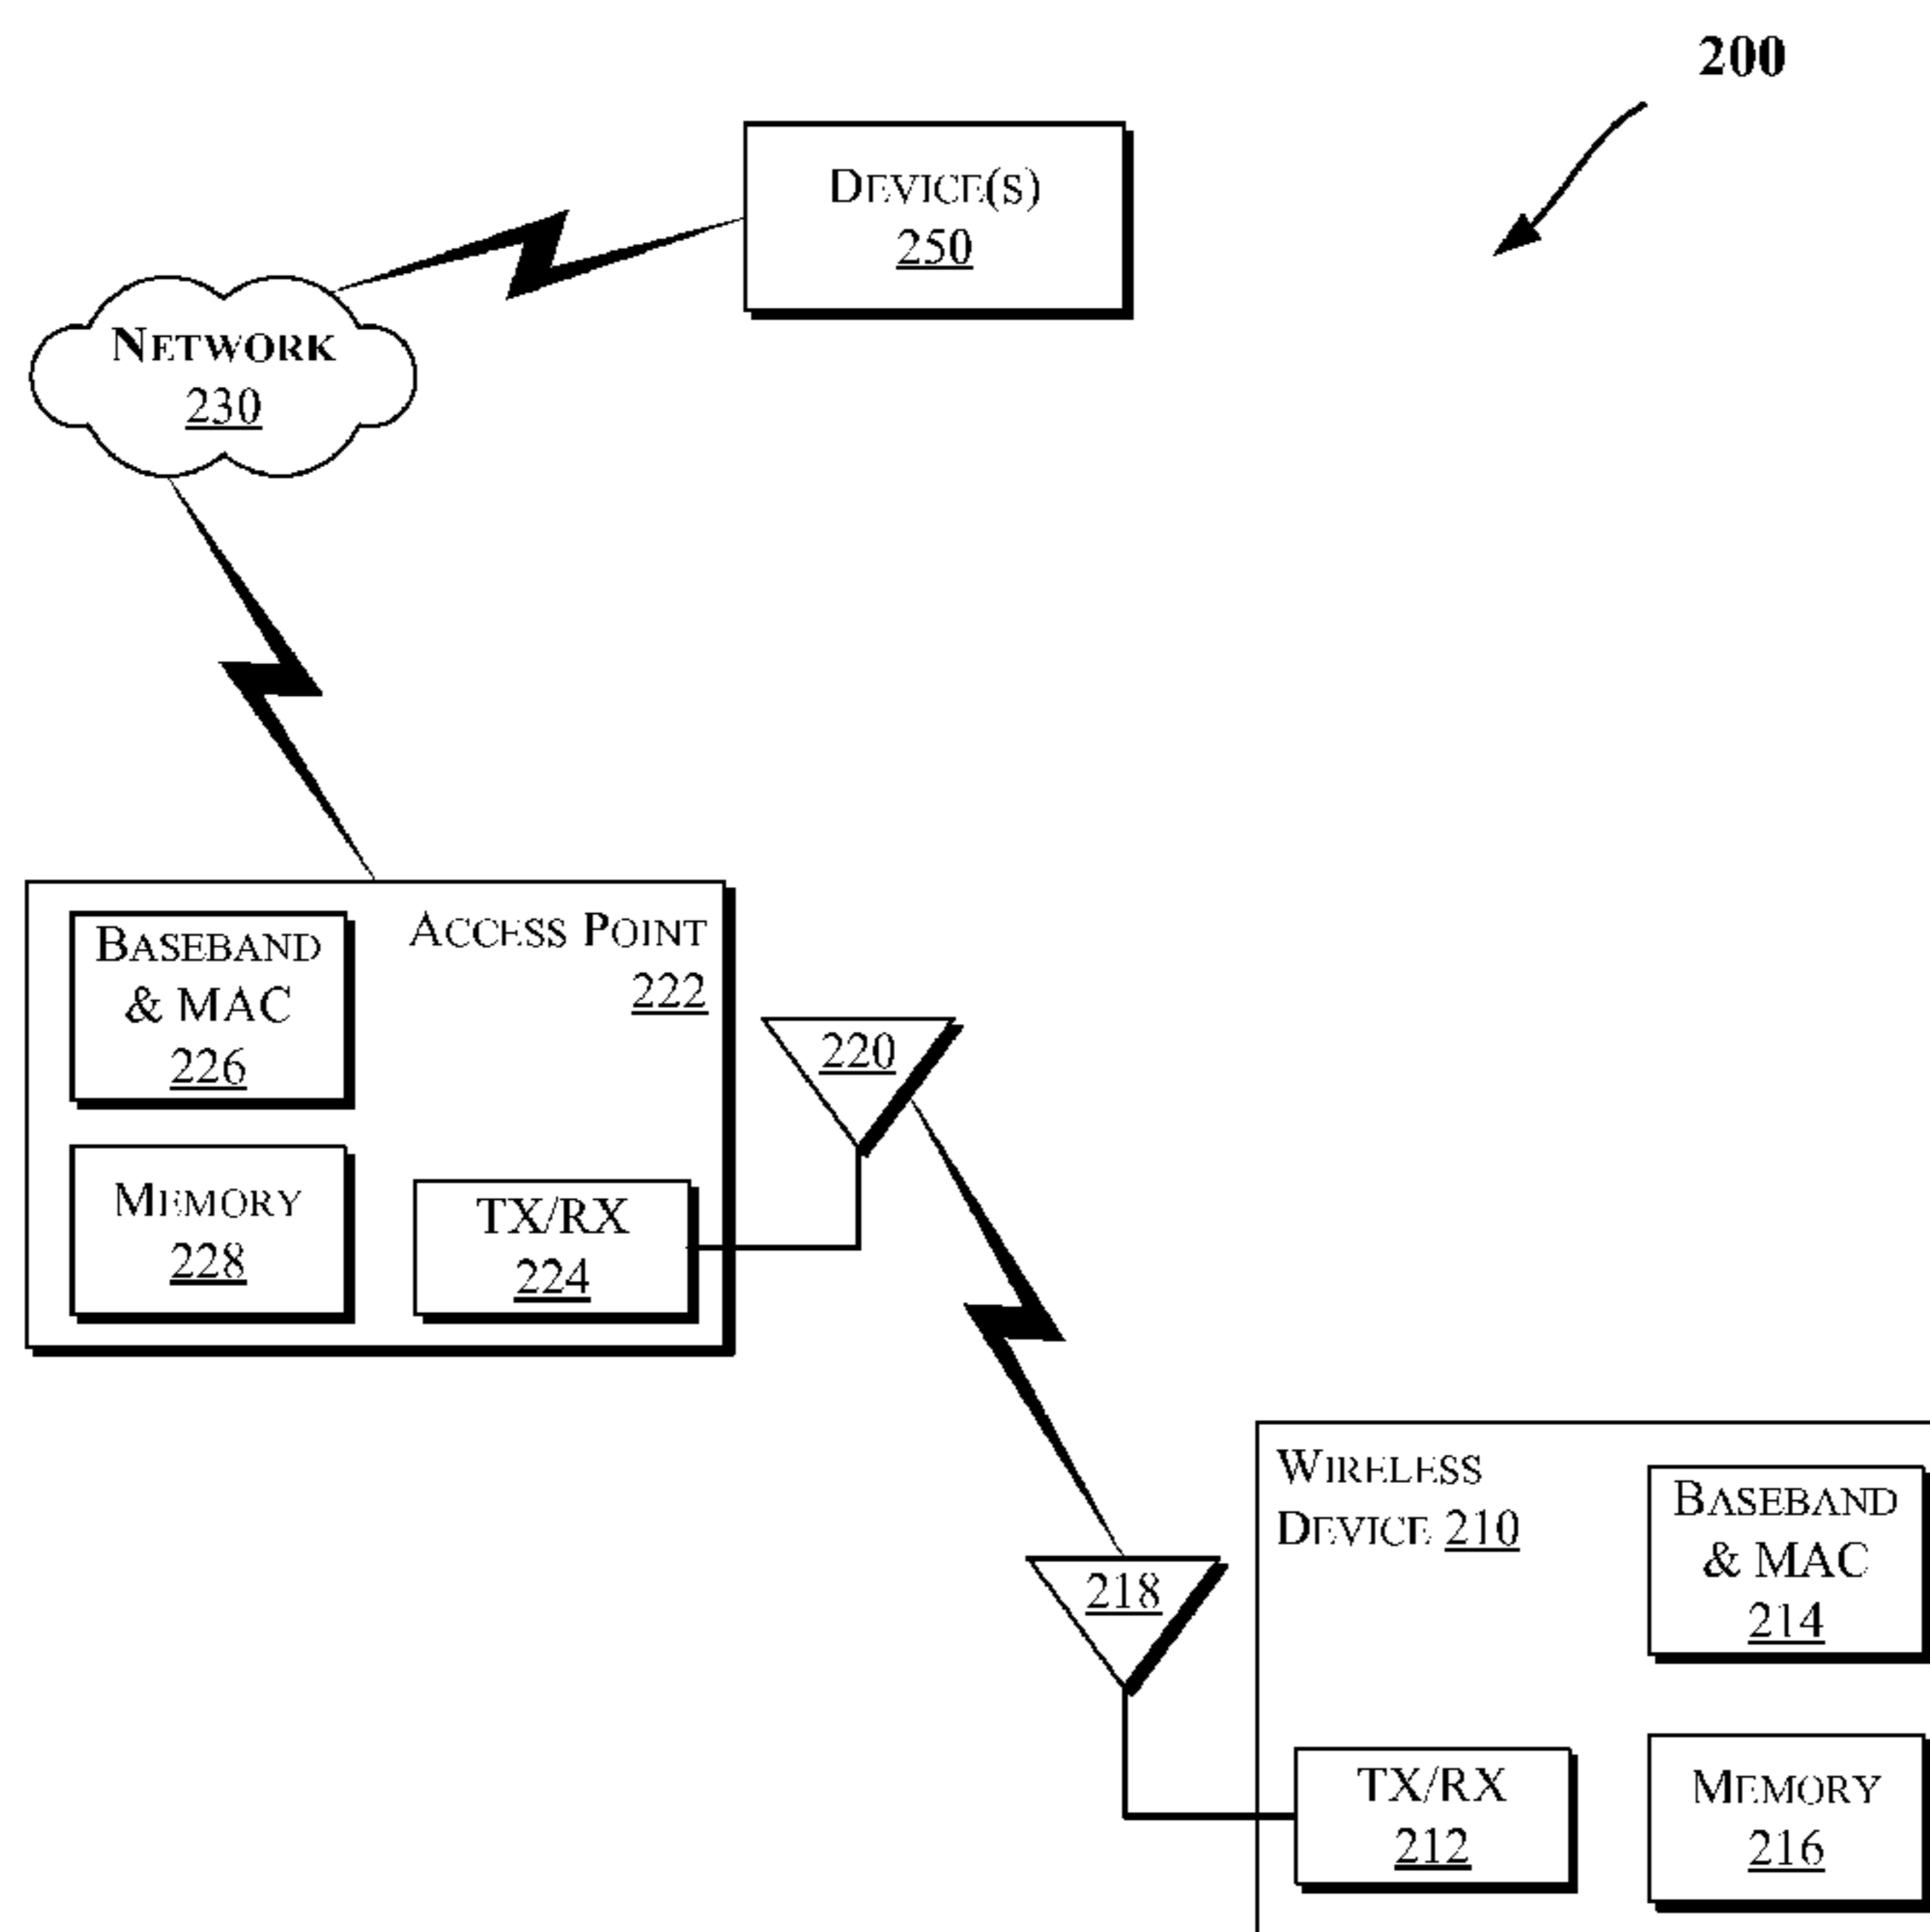 200
DEVICE(S)
250
NETWORK
230
BASEBAND
& MAC
226
ACCESS POINT
222
220
MEMORY
228
TX/RX
224
WIRELESS
DEVICE 210
BASEBAND
& MAC
214
218
TX/RX
212
MEMORY
216